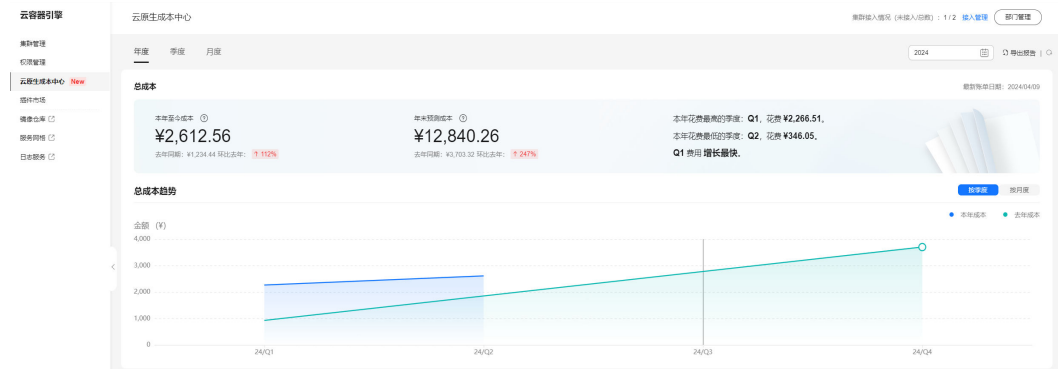 云容器引擎
集群管理
权限管理
云原生成本中心 New
插件市场
镜像仓库
服务网格
日志服务
云原生成本中心
集群接入情况 (未接入/总数) : 1 / 2 接入管理 部门管理
年度 季度 月度
2024 导出报告
总成本
最新账单日期: 2024/04/09
本年至今成本
¥2,612.56
去年同期: ¥1,234.44 环比去年: ↑ 112%
年末预测成本
¥12,840.26
去年同期: ¥3,703.32 环比去年: ↑ 247%
本年花费最高的季度: Q1, 花费 ¥2,266.51。
本年花费最低的季度: Q2, 花费 ¥346.05。
Q1 费用 增长最快。
总成本趋势
按季度 按月度
本年成本 去年成本
金额 (¥)
4,000
3,000
2,000
1,000
0
24/Q1 24/Q2 24/Q3 24/Q4